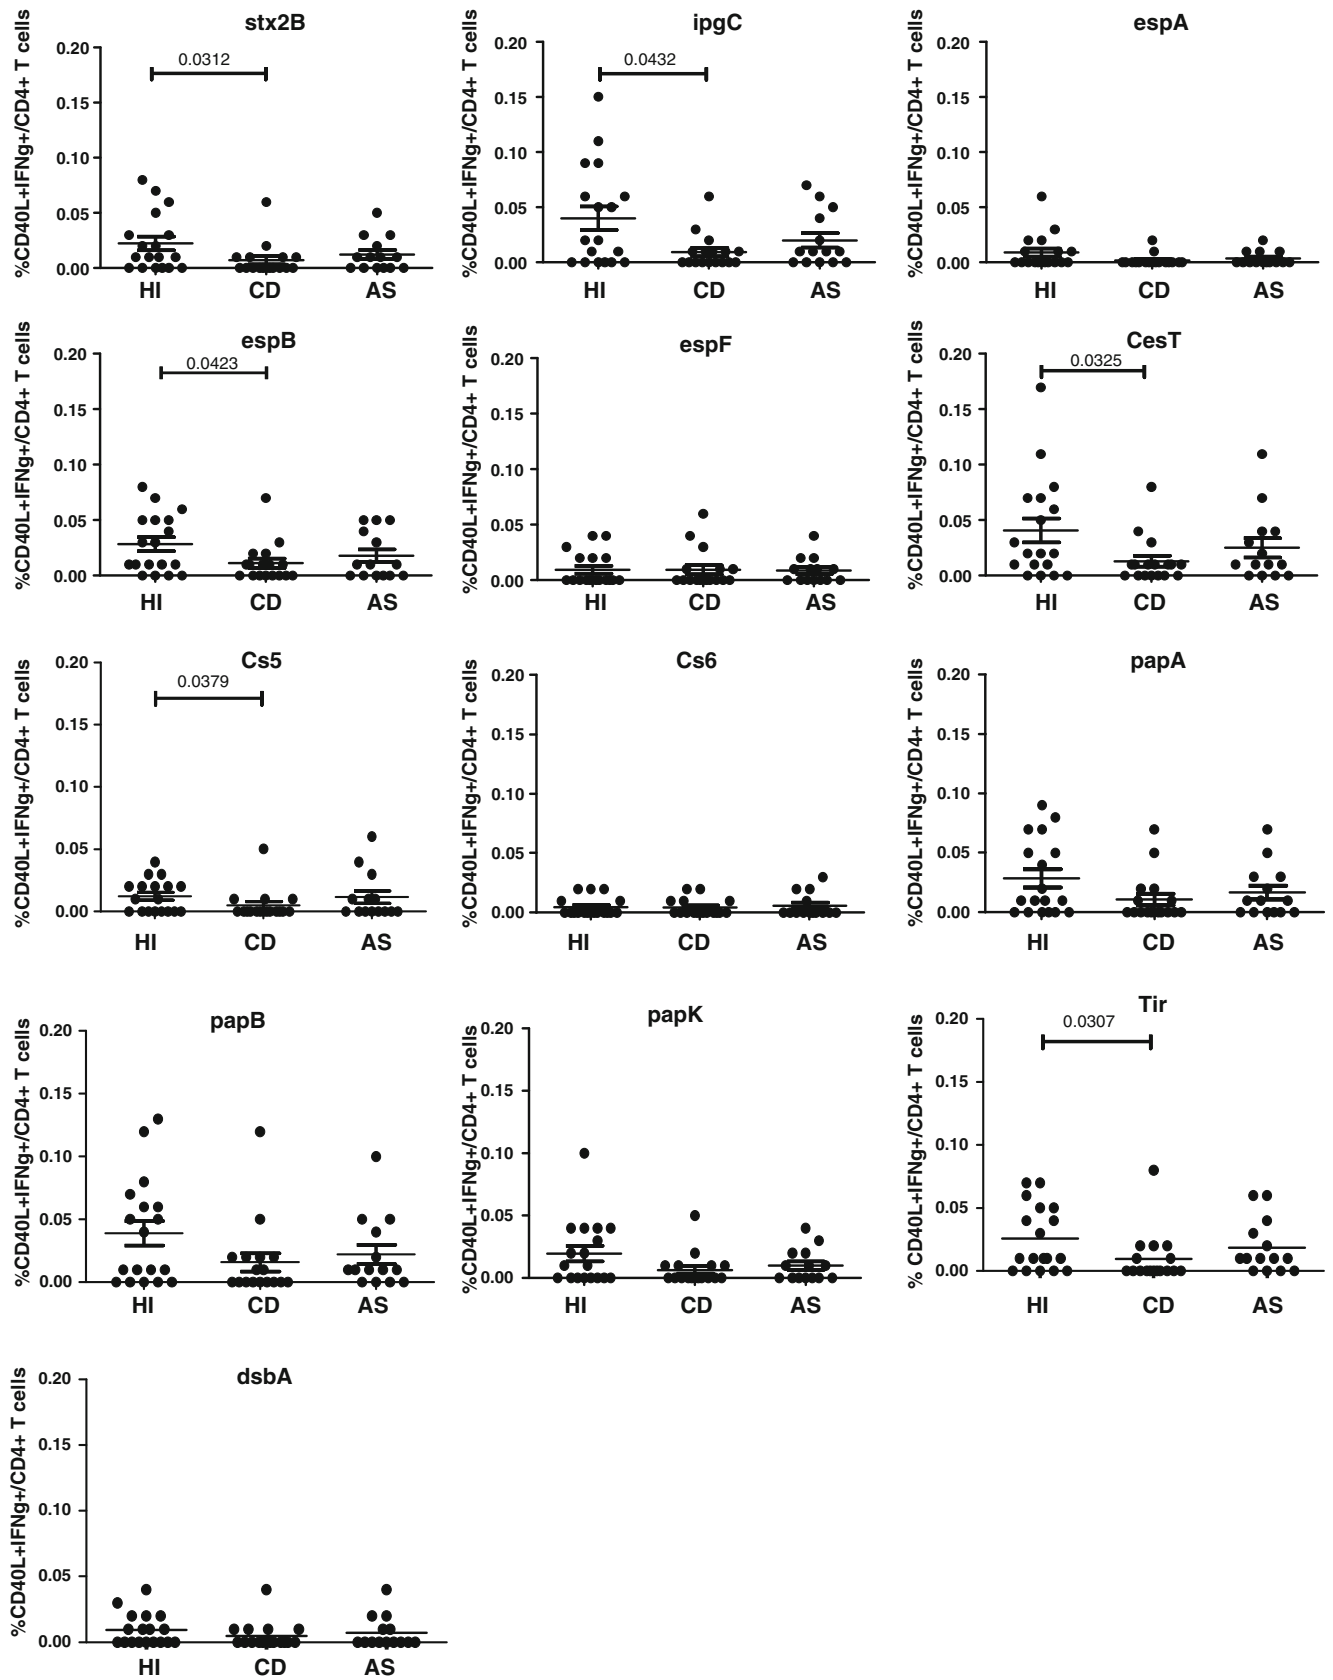 stx2B
%CD40L+IFNg+/CD4+ T cells
0.20
0.15
0.10
0.05
0.00
0.0312
HI CD AS
ipgC
%CD40L+IFNg+/CD4+ T cells
0.20
0.15
0.10
0.05
0.00
0.0432
HI CD AS
espA
%CD40L+IFNg+/CD4+ T cells
0.20
0.15
0.10
0.05
0.00
HI CD AS
espB
%CD40L+IFNg+/CD4+ T cells
0.20
0.15
0.10
0.05
0.00
0.0423
HI CD AS
espF
%CD40L+IFNg+/CD4+ T cells
0.20
0.15
0.10
0.05
0.00
HI CD AS
CesT
%CD40L+IFNg+/CD4+ T cells
0.20
0.15
0.10
0.05
0.00
0.0325
HI CD AS
Cs5
%CD40L+IFNg+/CD4+ T cells
0.20
0.15
0.10
0.05
0.00
0.0379
HI CD AS
Cs6
%CD40L+IFNg+/CD4+ T cells
0.20
0.15
0.10
0.05
0.00
HI CD AS
papA
%CD40L+IFNg+/CD4+ T cells
0.20
0.15
0.10
0.05
0.00
HI CD AS
papB
%CD40L+IFNg+/CD4+ T cells
0.20
0.15
0.10
0.05
0.00
HI CD AS
papK
%CD40L+IFNg+/CD4+ T cells
0.20
0.15
0.10
0.05
0.00
HI CD AS
Tir
% CD40L+IFNg+/CD4+ T cells
0.20
0.15
0.10
0.05
0.00
0.0307
HI CD AS
dsbA
%CD40L+IFNg+/CD4+ T cells
0.20
0.15
0.10
0.05
0.00
HI CD AS